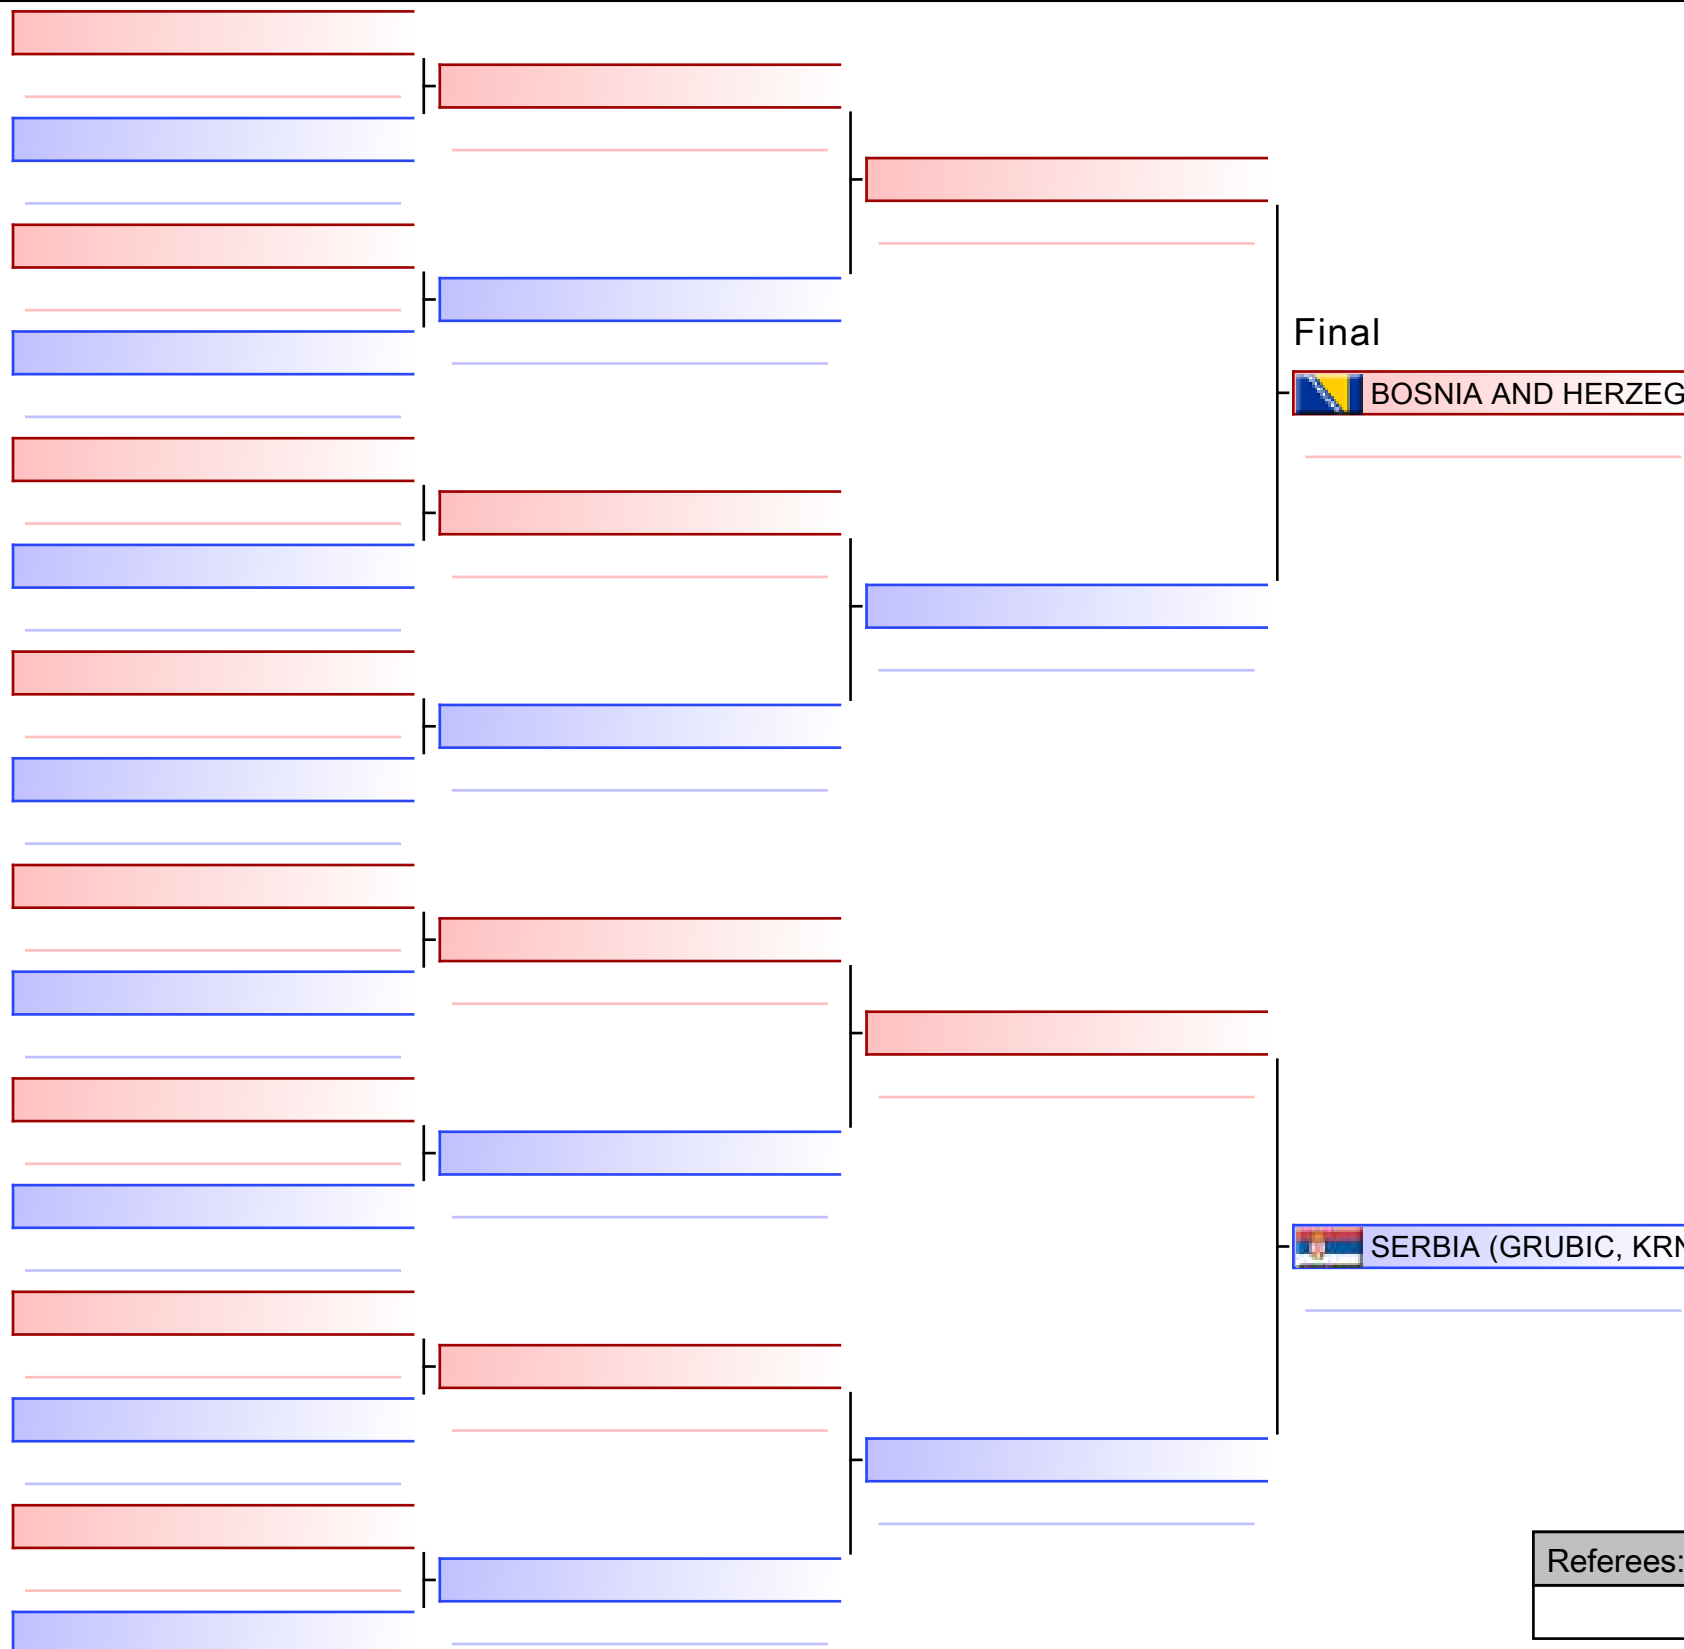 Final
BOSNIA AND HERZEG
SERBIA (GRUBIC, KRN
Referees: